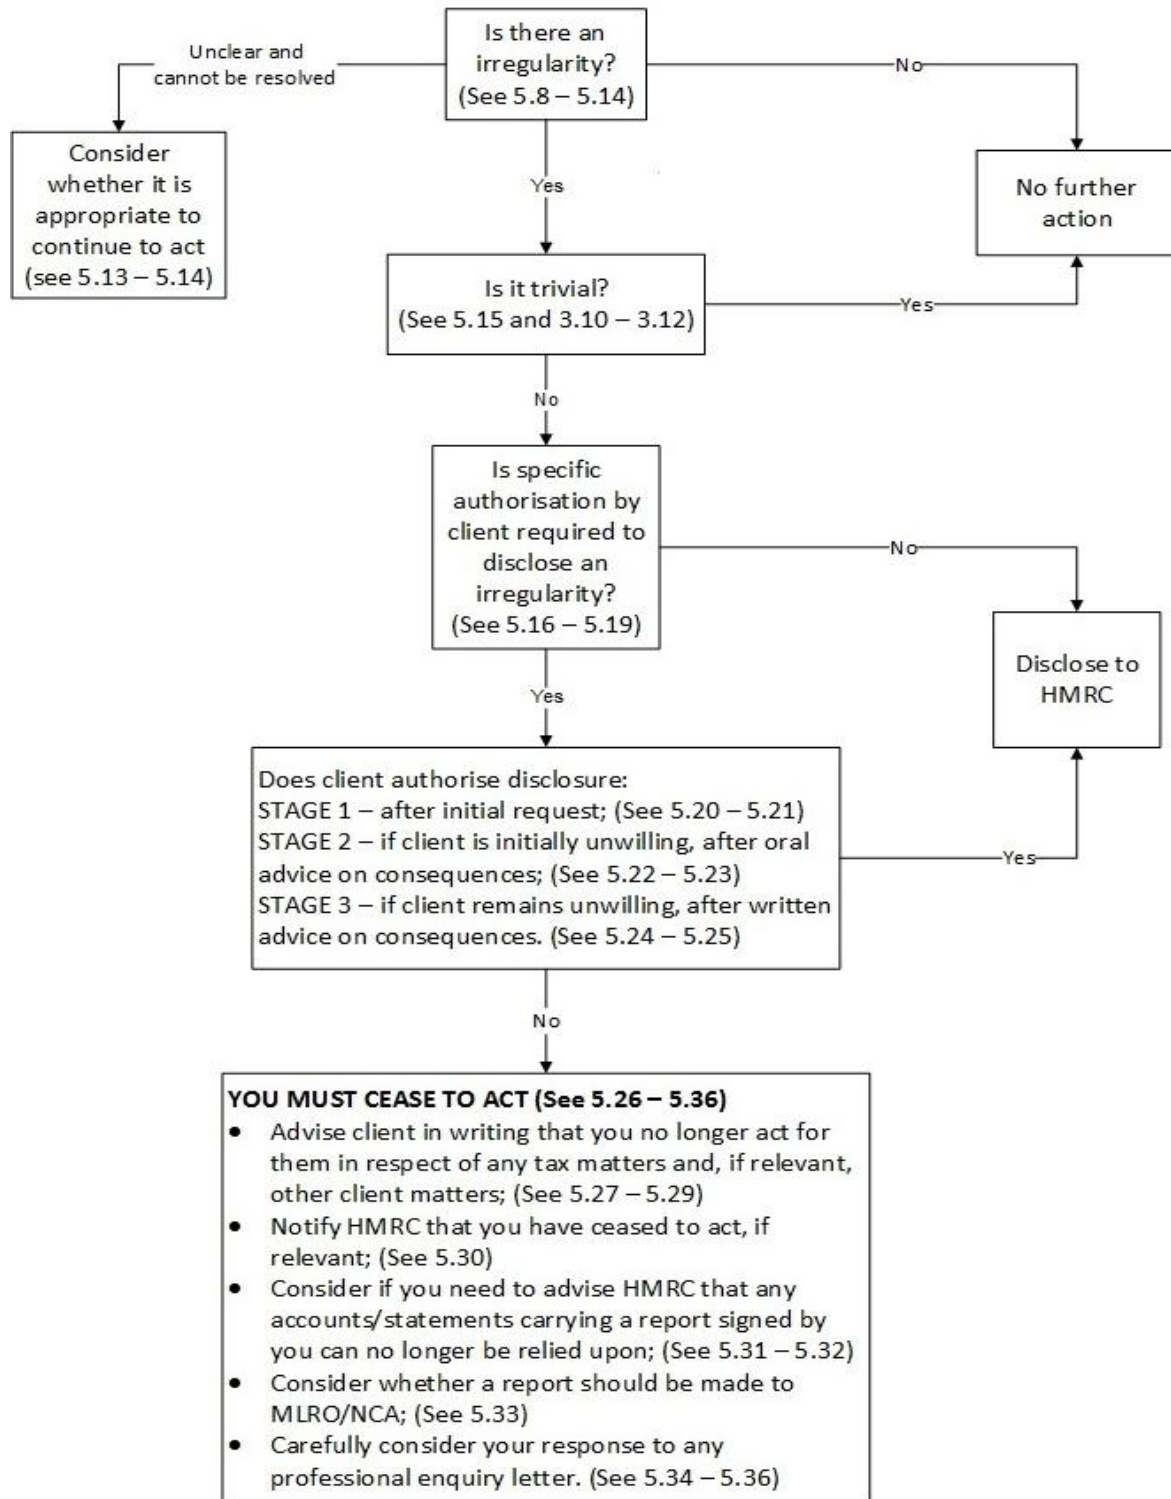 Is there an
irregularity?
(See 5.8 – 5.14)
Unclear and
cannot be resolved
No
Consider
whether it is
appropriate to
continue to act
(see 5.13 – 5.14)
Yes
No further
action
Is it trivial?
(See 5.15 and 3.10 – 3.12)
Yes
No
Is specific
authorisation by
client required to
disclose an
irregularity?
(See 5.16 – 5.19)
No
Disclose to
HMRC
Yes
Does client authorise disclosure:
STAGE 1 – after initial request; (See 5.20 – 5.21)
STAGE 2 – if client is initially unwilling, after oral
advice on consequences; (See 5.22 – 5.23)
STAGE 3 – if client remains unwilling, after written
advice on consequences. (See 5.24 – 5.25)
Yes
No
YOU MUST CEASE TO ACT (See 5.26 – 5.36)
• Advise client in writing that you no longer act for
them in respect of any tax matters and, if relevant,
other client matters; (See 5.27 – 5.29)
• Notify HMRC that you have ceased to act, if
relevant; (See 5.30)
• Consider if you need to advise HMRC that any
accounts/statements carrying a report signed by
you can no longer be relied upon; (See 5.31 – 5.32)
• Consider whether a report should be made to
MLRO/NCA; (See 5.33)
• Carefully consider your response to any
professional enquiry letter. (See 5.34 – 5.36)